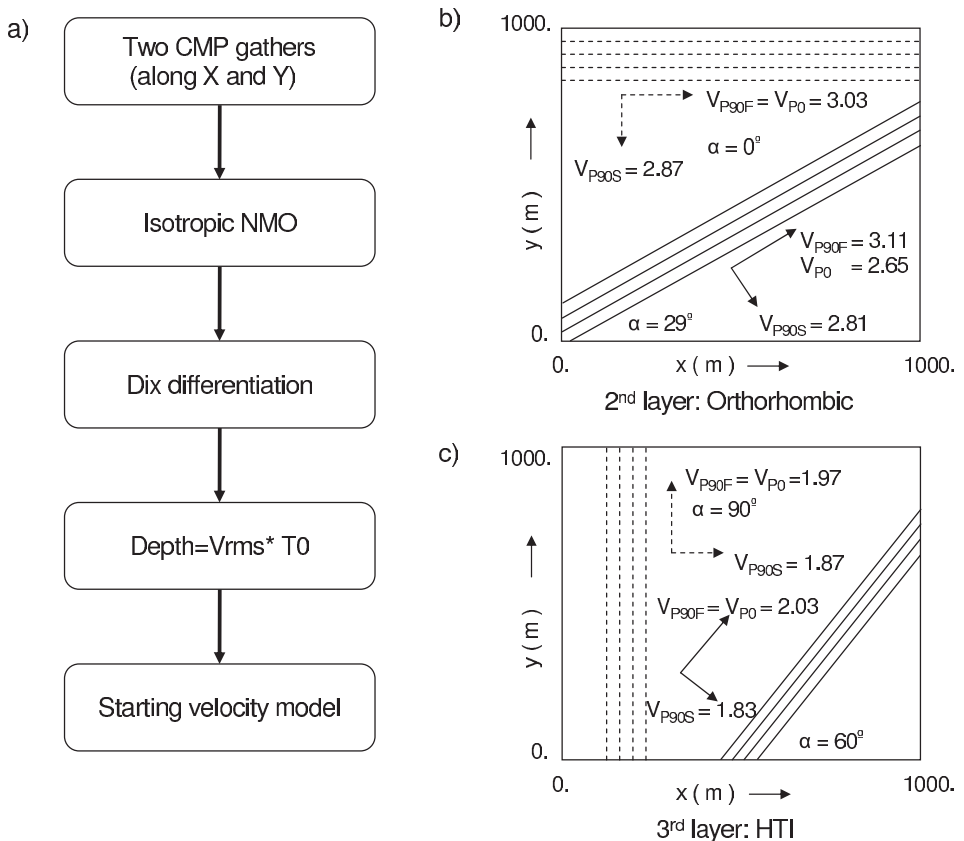 a)
Two CMP gathers
(along X and Y)
Isotropic NMO
Dix differentiation
Depth=Vrms* T0
Starting velocity model
b)
1000.
V_P90F = V_P0 = 3.03
α = 0º
V_P90S = 2.87
y ( m )
V_P90F = 3.11
V_P0 = 2.65
α = 29º
V_P90S = 2.81
0.
0.
x ( m )
1000.
2nd layer: Orthorhombic
c)
1000.
V_P90F = V_P0 = 1.97
α = 90º
V_P90S = 1.87
V_P90F = V_P0 = 2.03
y ( m )
V_P90S = 1.83
α = 60º
0.
0.
x ( m )
1000.
3rd layer: HTI